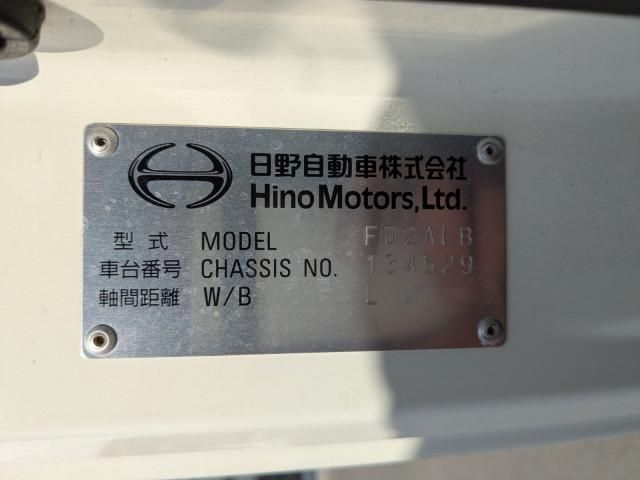 日野自動車株式会社
Hino Motors, Ltd.
型式 MODEL FD2ALB
車台番号 CHASSIS NO. 134529
軸間距離 W/B L